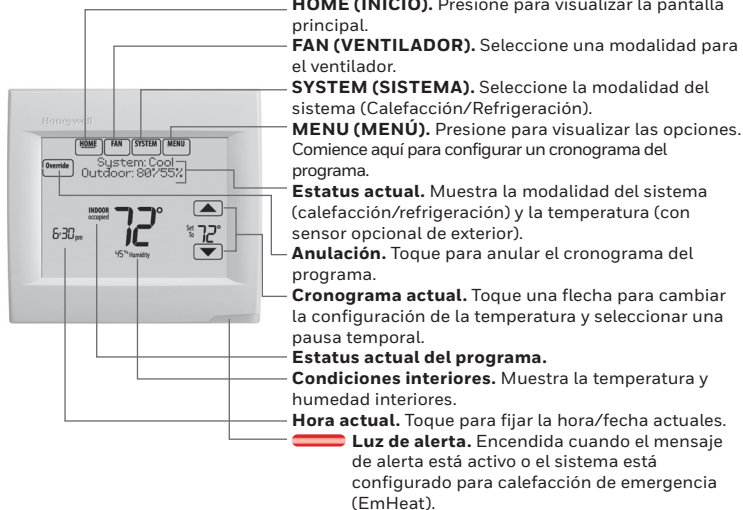 HOME (INICIO). Presione para visualizar la pantalla
principal.
FAN (VENTILADOR). Seleccione una modalidad para
el ventilador.
SYSTEM (SISTEMA). Seleccione la modalidad del
sistema (Calefacción/Refrigeración).
MENU (MENÚ). Presione para visualizar las opciones.
Comience aquí para configurar un cronograma del
programa.
Estatus actual. Muestra la modalidad del sistema
(calefacción/refrigeración) y la temperatura (con
sensor opcional de exterior).
Anulación. Toque para anular el cronograma del
programa.
Cronograma actual. Toque una flecha para cambiar
la configuración de la temperatura y seleccionar una
pausa temporal.
Estatus actual del programa.
Condiciones interiores. Muestra la temperatura y
humedad interiores.
Hora actual. Toque para fijar la hora/fecha actuales.
Luz de alerta. Encendida cuando el mensaje
de alerta está activo o el sistema está
configurado para calefacción de emergencia
(EmHeat).
Honeywell
HOME FAN SYSTEM MENU
Override
System: Cool
Outdoor: 80°/55%
INDOOR
occupied
72°
Set
To
72°
6:30 pm
45% Humidity